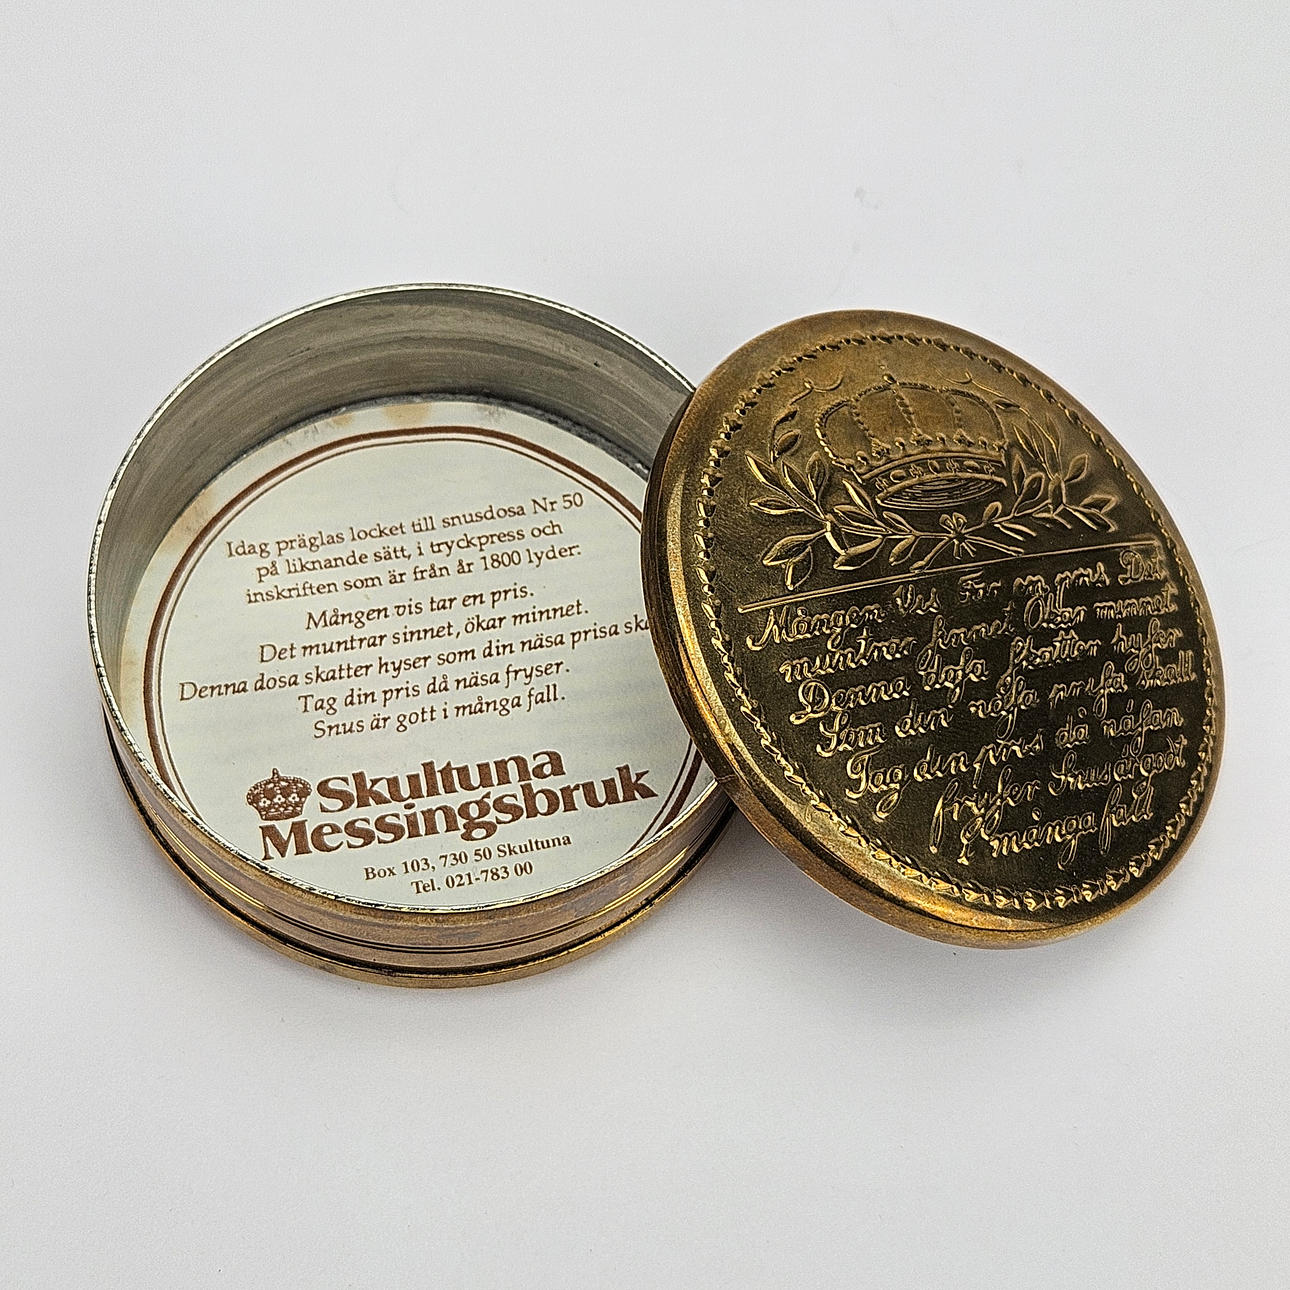 Idag präglas locket till snusdosa Nr 50
på liknande sätt, i tryckpress och
inskriften som är från år 1800 lyder:
Mången vis tar en pris.
Det muntrar sinnet, ökar minnet.
Denna dosa skatter hyser som din näsa prisa
Tag din pris då näsa fryser.
Snus är gott i många fall.
Skultuna
Messingsbruk
Box 103, 730 50 Skultuna
Tel. 021-783 00
Mången Vis Tar en pris Det
muntrar ſinnet Ökar minnet
Denna doſa ſkatter hyſer
Som din näſa priſa skall
Tag din pris då näſan
fryſer Snus är godt
i många fall